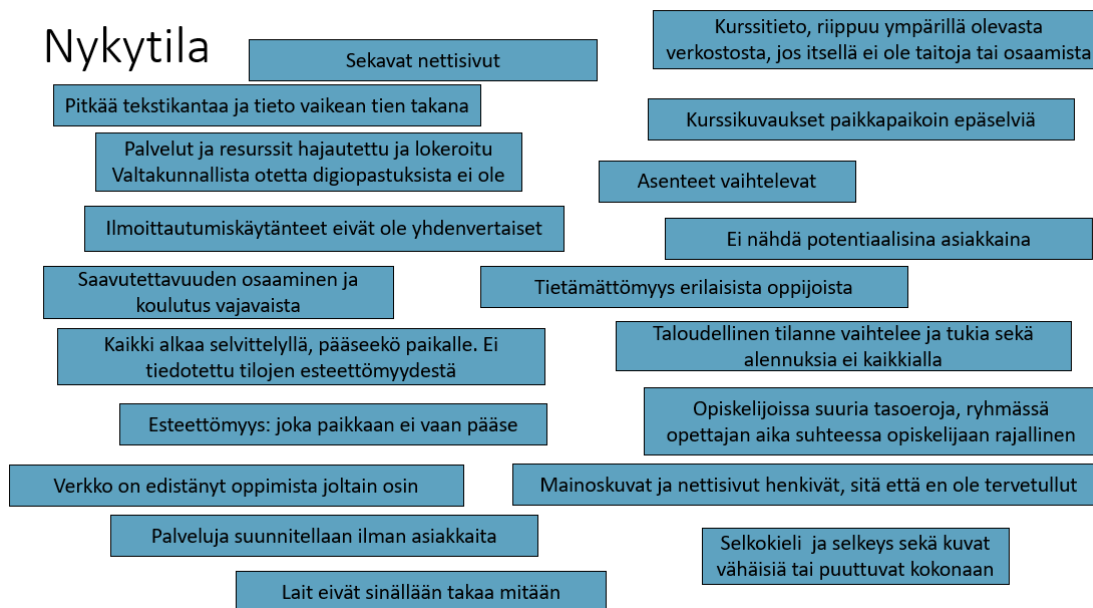 Nykytila
Sekavat nettisivut
Pitkää tekstikantaa ja tieto vaikean tien takana
Palvelut ja resurssit hajautettu ja lokeroitu
Valtakunnallista otetta digiopastuksista ei ole
Ilmoittautumiskäytänteet eivät ole yhdenvertaiset
Saavutettavuuden osaaminen ja
koulutus vajavaista
Kaikki alkaa selvittelyllä, pääseekö paikalle. Ei
tiedotettu tilojen esteettömyydestä
Esteettömyys: joka paikkaan ei vaan pääse
Verkko on edistänyt oppimista joltain osin
Palveluja suunnitellaan ilman asiakkaita
Lait eivät sinällään takaa mitään
Kurssitieto, riippuu ympärillä olevasta
verkostosta, jos itsellä ei ole taitoja tai osaamista
Kurssikuvaukset paikkapaikoin epäselviä
Asenteet vaihtelevat
Ei nähdä potentiaalisina asiakkaina
Tietämättömyys erilaisista oppijoista
Taloudellinen tilanne vaihtelee ja tukia sekä
alennuksia ei kaikkialla
Opiskelijoissa suuria tasoeroja, ryhmässä
opettajan aika suhteessa opiskelijaan rajallinen
Mainoskuvat ja nettisivut henkivät, sitä että en ole tervetullut
Selkokieli ja selkeys sekä kuvat
vähäisiä tai puuttuvat kokonaan